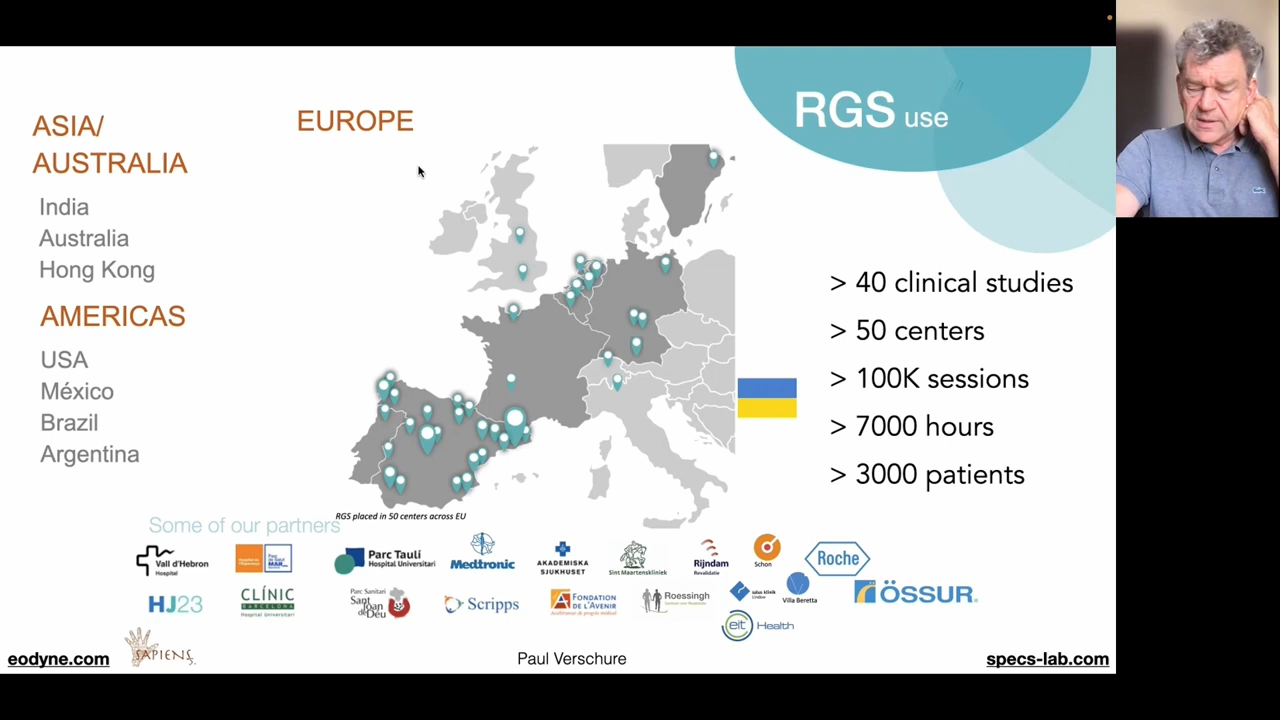 ASIA/
AUSTRALIA
India
Australia
Hong Kong
AMERICAS
USA
México
Brazil
Argentina
EUROPE
RGS use
> 40 clinical studies
> 50 centers
> 100K sessions
> 7000 hours
> 3000 patients
RGS placed in 50 centers across EU
Some of our partners
Vall d'Hebron
Hospital
Parc Taulí
Hospital Universitari
Medtronic
AKADEMISKA
SJUKHUSET
Sint Maartenskliniek
Rijndam
Revalidatie
Schon
Roche
HJ23
CLÍNIC
BARCELONA
Hospital Universitari
Parc Sanitari
Sant
Joan de
Déu
Scripps
FONDATION
DE L'AVENIR
Roessingh
Villa Beretta
ÖSSUR
eit Health
eodyne.com
SAPIENS
Paul Verschure
specs-lab.com